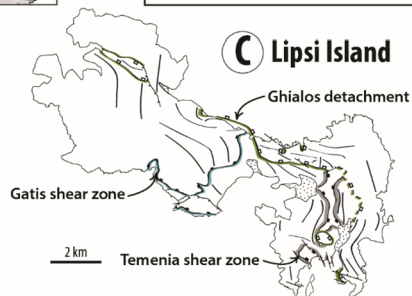 C Lipsi Island
Ghialos detachment
Gatis shear zone
2 km
Temenia shear zone